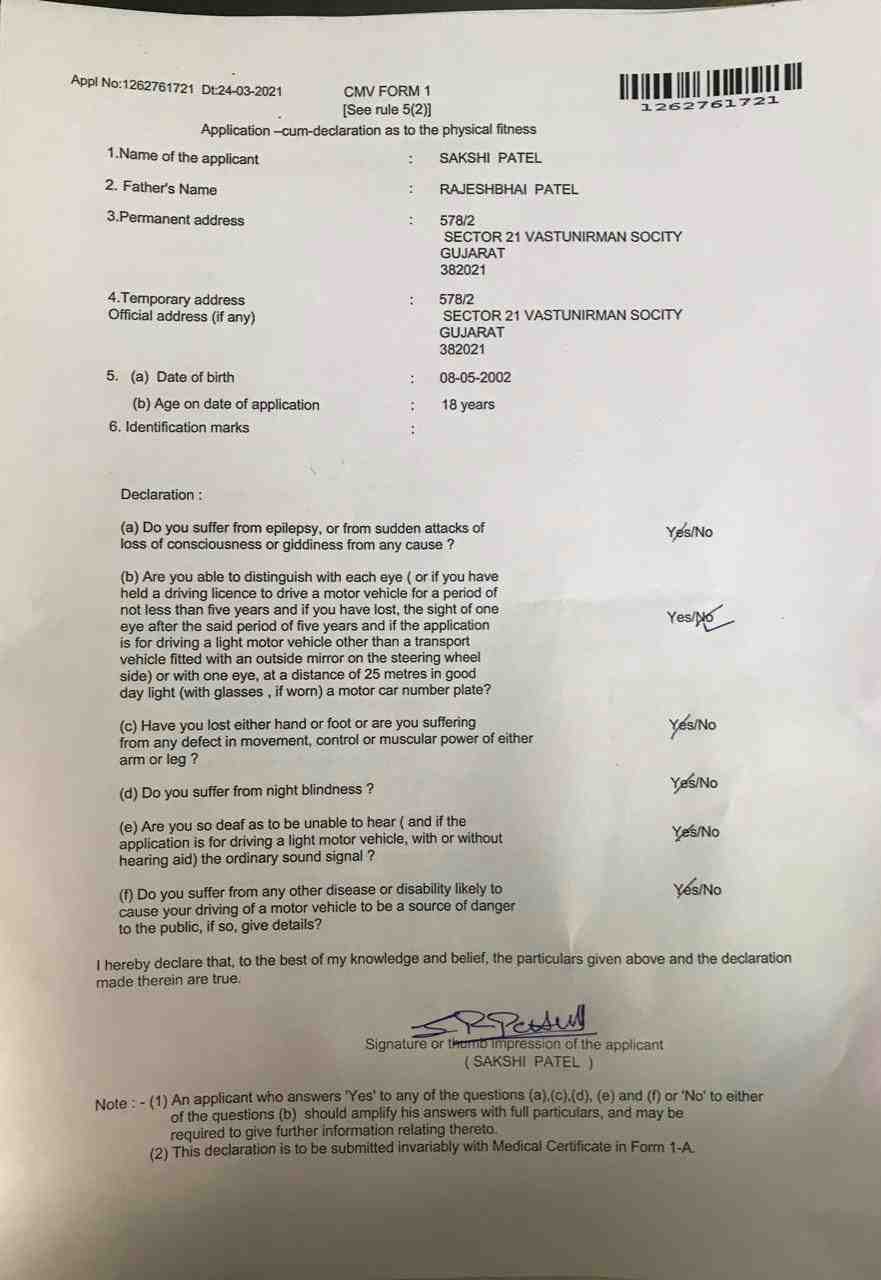 Appl No:1262761721 Dt:24-03-2021
CMV FORM 1
1262761721
[See rule 5(2)]
Application –cum-declaration as to the physical fitness
1.Name of the applicant : SAKSHI PATEL
2. Father's Name : RAJESHBHAI PATEL
3.Permanent address : 578/2
SECTOR 21 VASTUNIRMAN SOCITY
GUJARAT
382021
4.Temporary address : 578/2
Official address (if any) SECTOR 21 VASTUNIRMAN SOCITY
GUJARAT
382021
5. (a) Date of birth : 08-05-2002
(b) Age on date of application : 18 years
6. Identification marks :
Declaration :
(a) Do you suffer from epilepsy, or from sudden attacks of Yes/No
loss of consciousness or giddiness from any cause ?
(b) Are you able to distinguish with each eye ( or if you have
held a driving licence to drive a motor vehicle for a period of
not less than five years and if you have lost, the sight of one Yes/No
eye after the said period of five years and if the application
is for driving a light motor vehicle other than a transport
vehicle fitted with an outside mirror on the steering wheel
side) or with one eye, at a distance of 25 metres in good
day light (with glasses , if worn) a motor car number plate?
(c) Have you lost either hand or foot or are you suffering Yes/No
from any defect in movement, control or muscular power of either
arm or leg ?
(d) Do you suffer from night blindness ? Yes/No
(e) Are you so deaf as to be unable to hear ( and if the Yes/No
application is for driving a light motor vehicle, with or without
hearing aid) the ordinary sound signal ?
(f) Do you suffer from any other disease or disability likely to Yes/No
cause your driving of a motor vehicle to be a source of danger
to the public, if so, give details?
I hereby declare that, to the best of my knowledge and belief, the particulars given above and the declaration
made therein are true.
S.R.Patel
Signature or thumb impression of the applicant
( SAKSHI PATEL )
Note : - (1) An applicant who answers 'Yes' to any of the questions (a),(c),(d), (e) and (f) or 'No' to either
of the questions (b) should amplify his answers with full particulars, and may be
required to give further information relating thereto.
(2) This declaration is to be submitted invariably with Medical Certificate in Form 1-A.